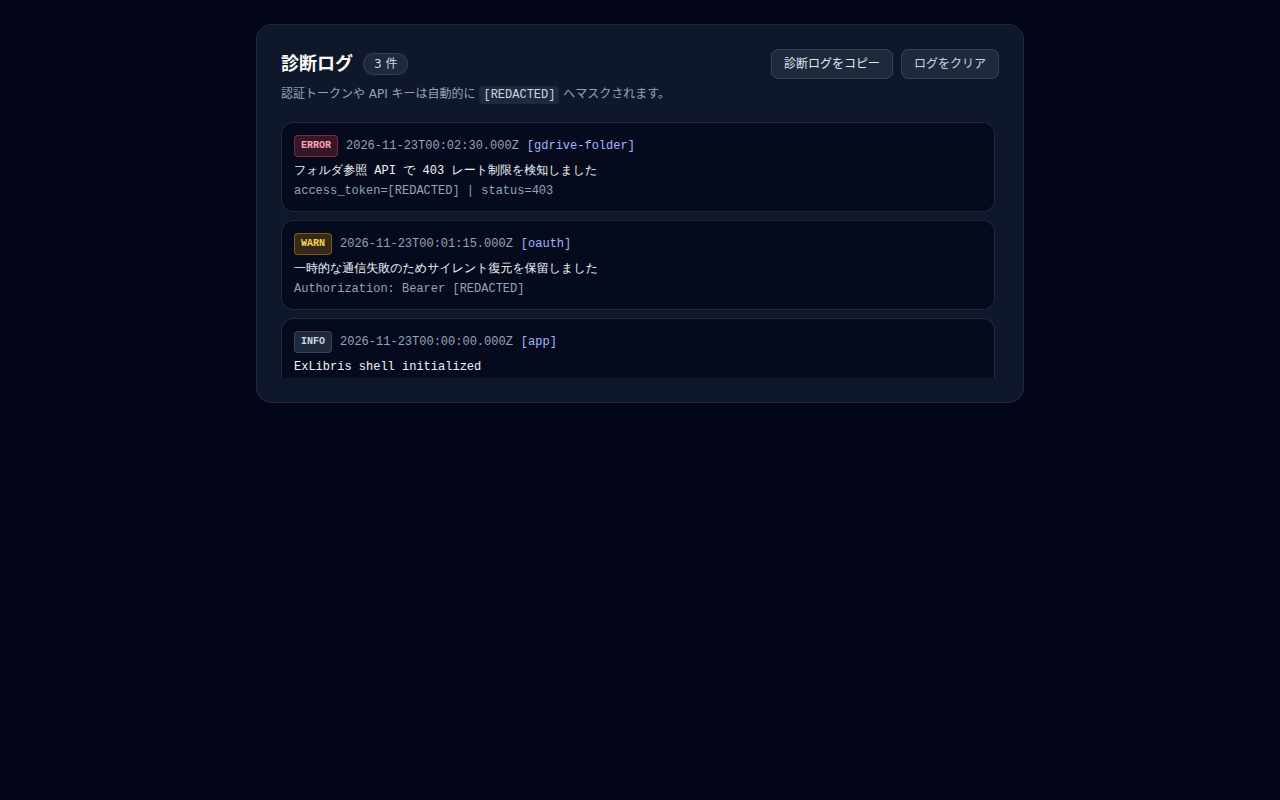 診断ログ 3 件 診断ログをコピー ログをクリア
認証トークンや API キーは自動的に [REDACTED] へマスクされます。
ERROR 2026-11-23T00:02:30.000Z [gdrive-folder]
フォルダ参照 API で 403 レート制限を検知しました
access_token=[REDACTED] | status=403
WARN 2026-11-23T00:01:15.000Z [oauth]
一時的な通信失敗のためサイレント復元を保留しました
Authorization: Bearer [REDACTED]
INFO 2026-11-23T00:00:00.000Z [app]
ExLibris shell initialized